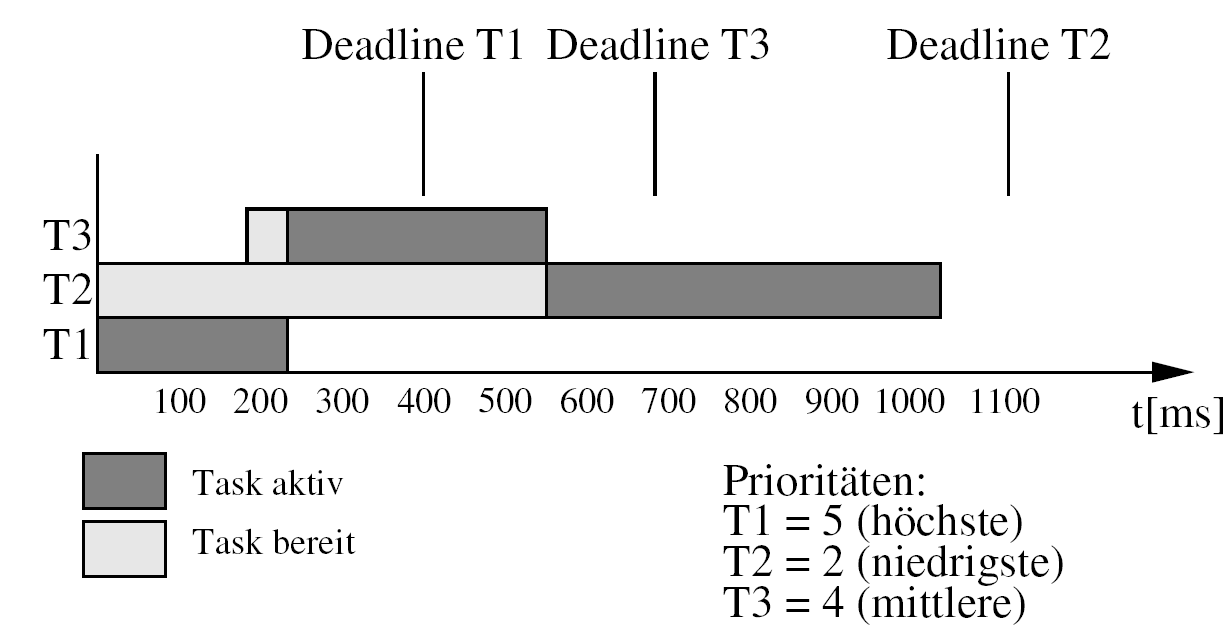 Deadline T1 Deadline T3 Deadline T2
T3
T2
T1
100 200 300 400 500 600 700 800 900 1000 1100
t[ms]
Task aktiv
Task bereit
Prioritäten:
T1 = 5 (höchste)
T2 = 2 (niedrigste)
T3 = 4 (mittlere)